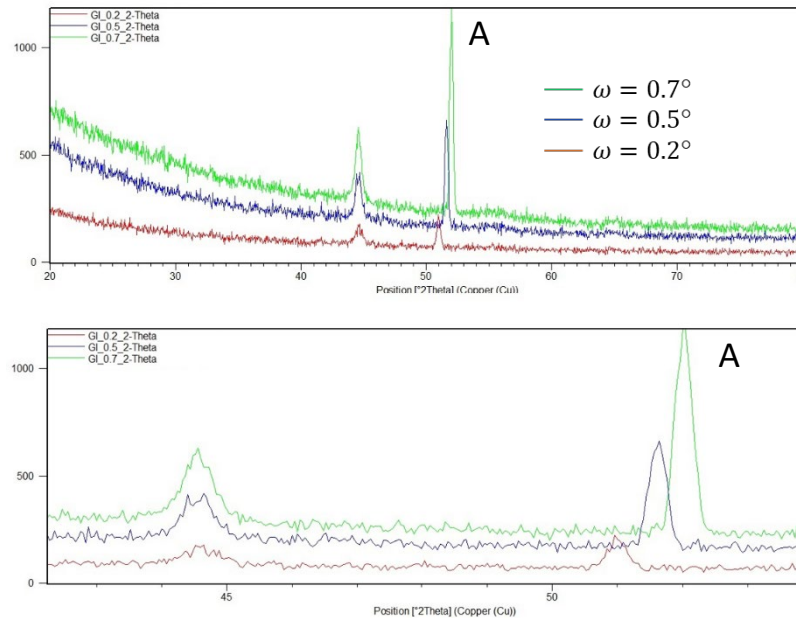 GI_0.2_2-Theta
GI_0.5_2-Theta
GI_0.7_2-Theta
A
1000
500
0
ω = 0.7°
ω = 0.5°
ω = 0.2°
20 30 40 50 60 70
Position [°2Theta] (Copper (Cu))
GI_0.2_2-Theta
GI_0.5_2-Theta
GI_0.7_2-Theta
A
1000
500
0
45 50
Position [°2Theta] (Copper (Cu))